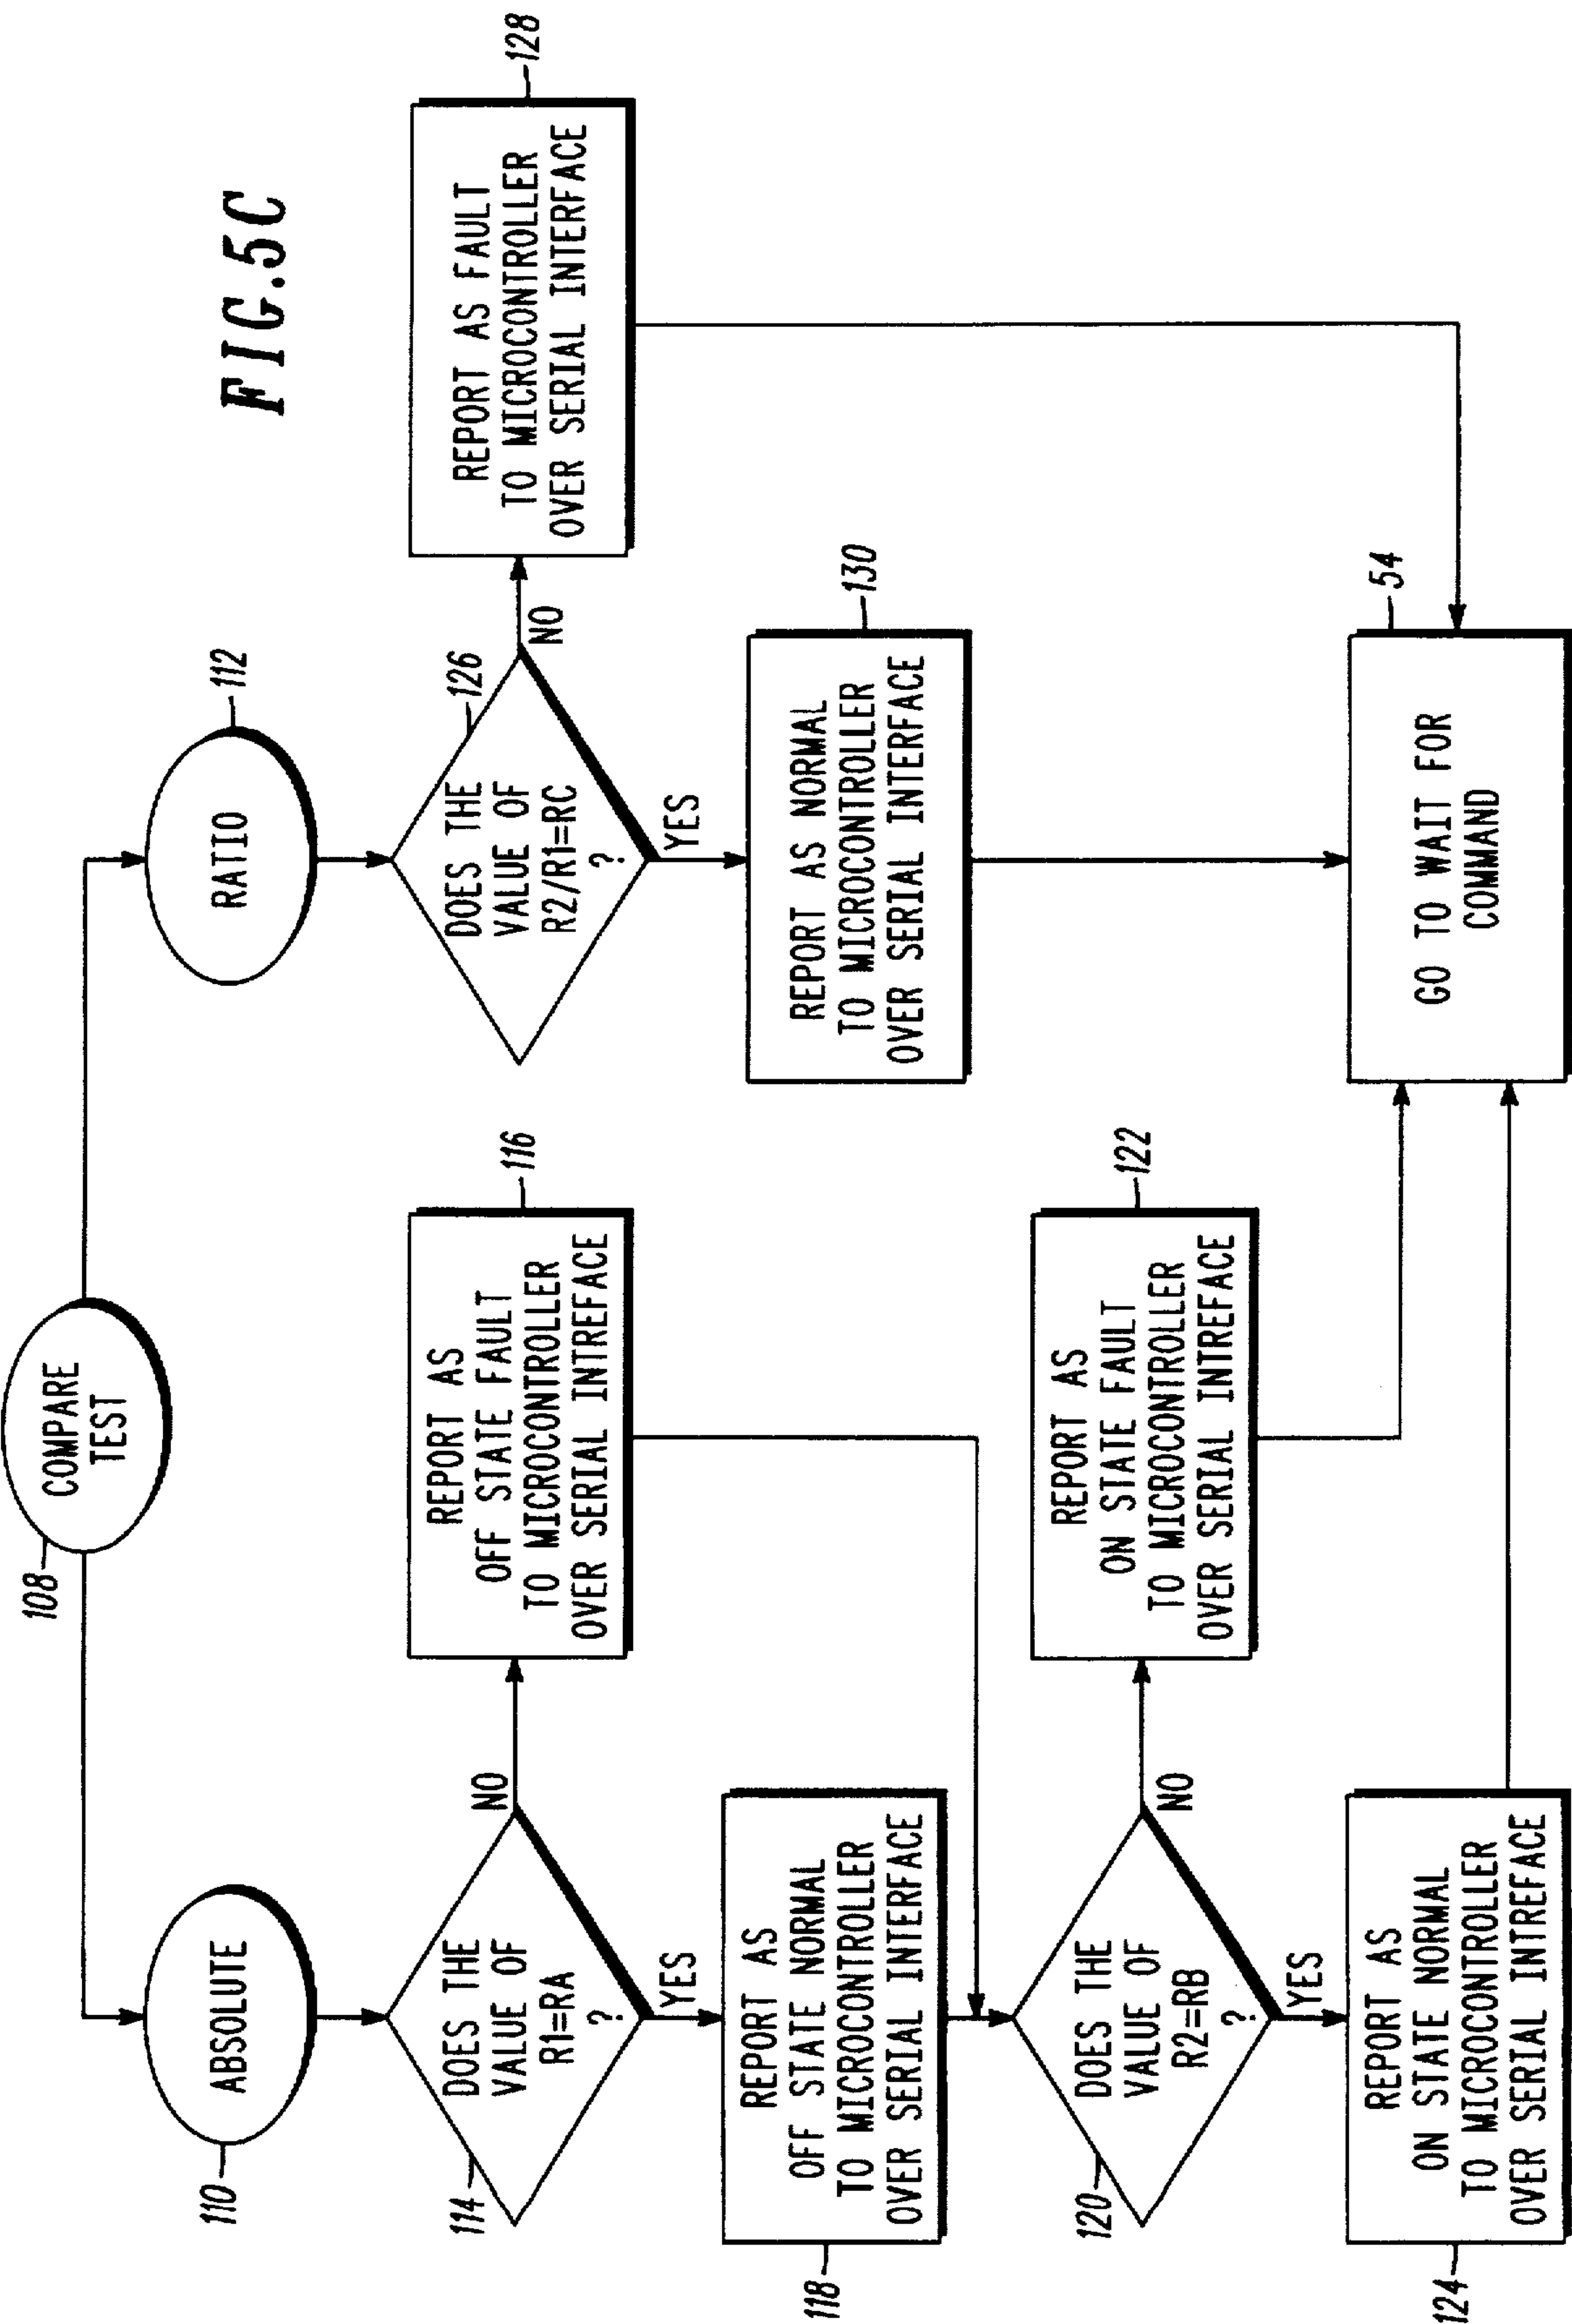 FIG.5C
108
COMPARE
TEST
110
ABSOLUTE
112
RATIO
114
DOES THE
VALUE OF
R1=RA
?
NO
YES
116
REPORT AS
OFF STATE FAULT
TO MICROCONTROLLER
OVER SERIAL INTREFACE
118
REPORT AS
OFF STATE NORMAL
TO MICROCONTROLLER
OVER SERIAL INTERFACE
120
DOES THE
VALUE OF
R2=RB
?
NO
YES
122
REPORT AS
ON STATE FAULT
TO MICROCONTROLLER
OVER SERIAL INTREFACE
124
REPORT AS
ON STATE NORMAL
TO MICROCONTROLLER
OVER SERIAL INTREFACE
126
DOES THE
VALUE OF
R2/R1=RC
?
NO
YES
128
REPORT AS FAULT
TO MICROCONTROLLER
OVER SERIAL INTERFACE
130
REPORT AS NORMAL
TO MICROCONTROLLER
OVER SERIAL INTERFACE
54
GO TO WAIT FOR
COMMAND